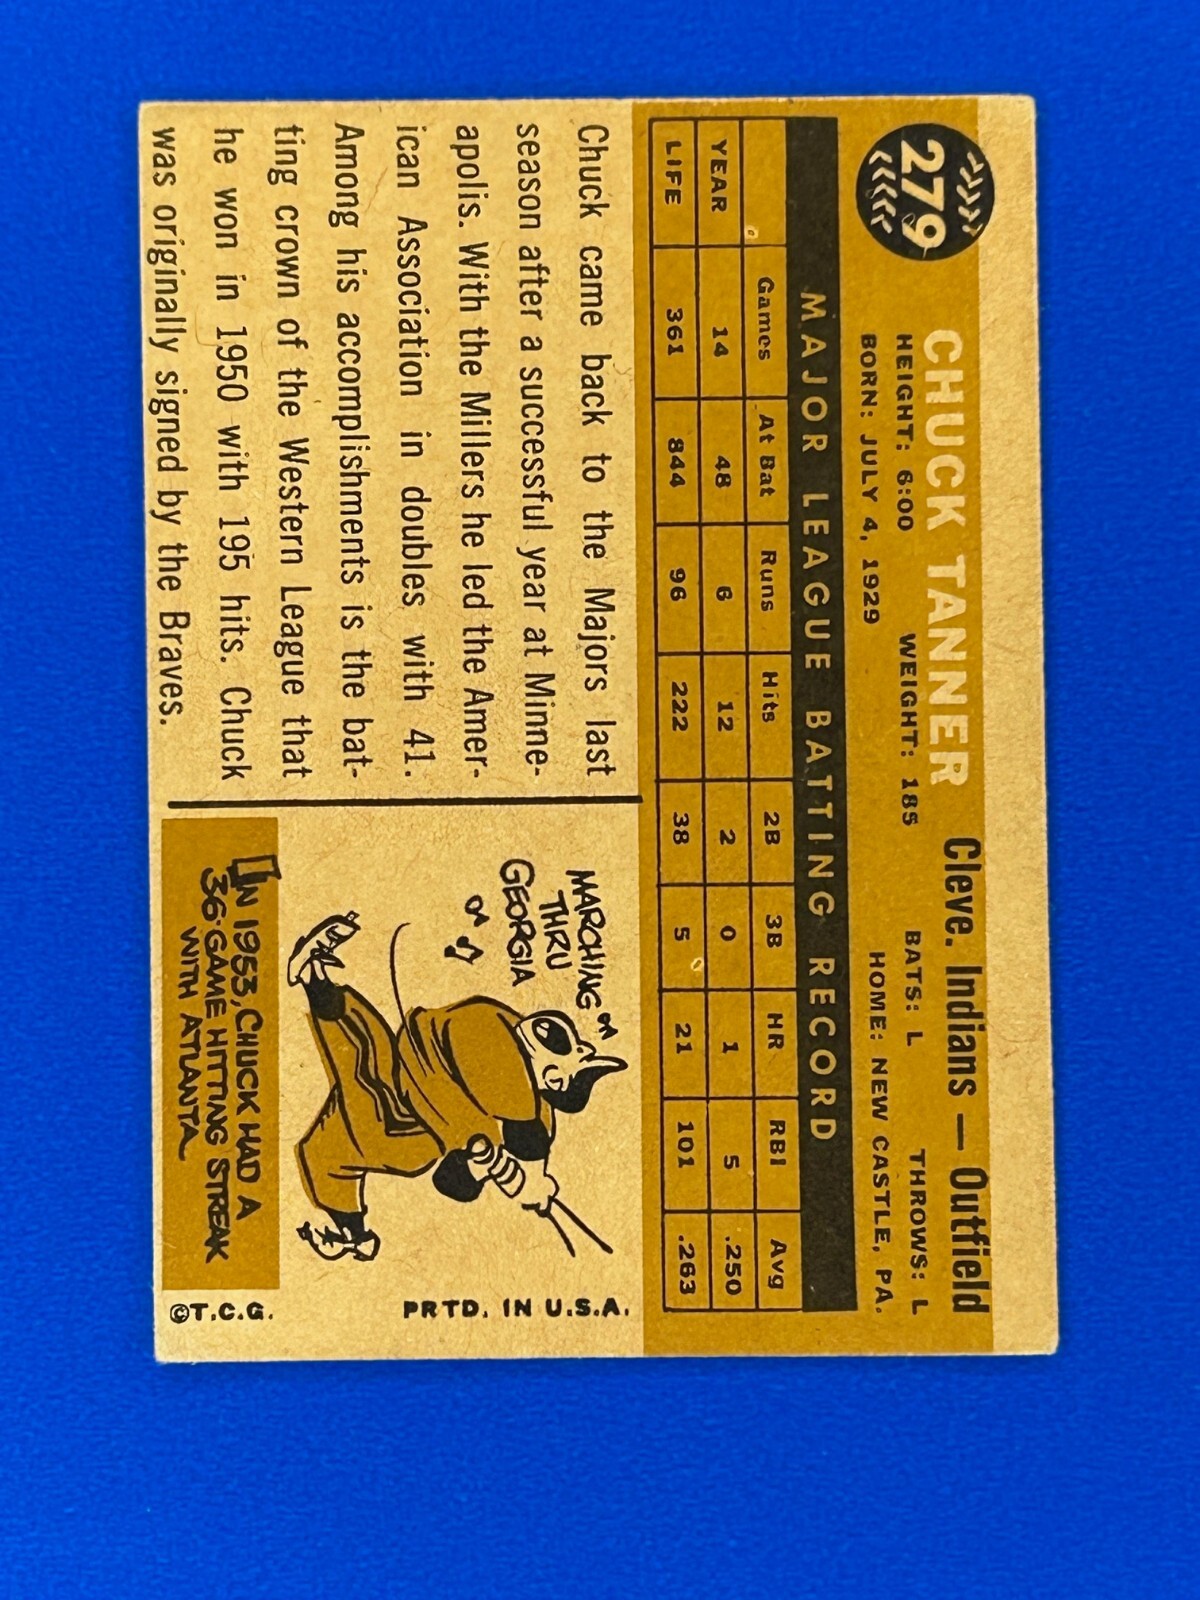 279
CHUCK TANNER Cleve. Indians — Outfield
HEIGHT: 6:00 WEIGHT: 185 BATS: L THROWS: L
BORN: JULY 4, 1929 HOME: NEW CASTLE, PA.
MAJOR LEAGUE BATTING RECORD
Games At Bat Runs Hits 2B 3B HR RBI Avg
YEAR 14 48 6 12 2 0 1 5 .250
LIFE 361 844 96 222 38 5 21 101 .263
Chuck came back to the Majors last
season after a successful year at Minne-
apolis. With the Millers he led the Amer-
ican Association in doubles with 41.
Among his accomplishments is the bat-
ting crown of the Western League that
he won in 1950 with 195 hits. Chuck
was originally signed by the Braves.
MARCHING
THRU
GEORGIA
IN 1953, CHUCK HAD A
36-GAME HITTING STREAK
WITH ATLANTA
PRTD. IN U.S.A.
©T.C.G.